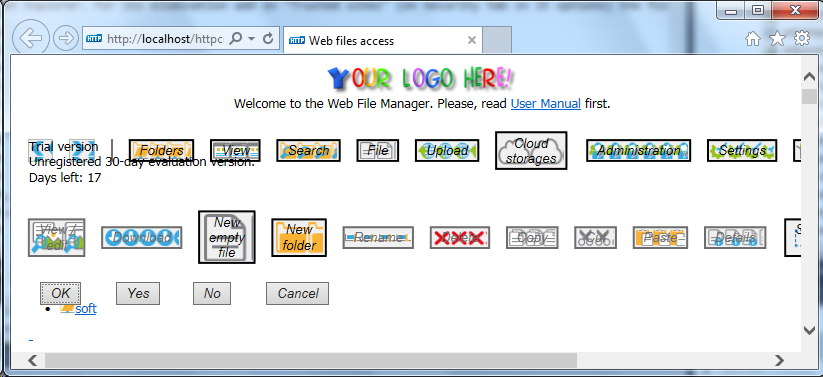 http://localhost/httpc
Web files access
YOUR LOGO HERE!
Welcome to the Web File Manager. Please, read User Manual first.
Trial version
Folders View Search File Upload Cloud storages Administration Settings
Unregistered 30-day evaluation version.
Days left: 17
View / edit Download New empty file New folder Rename Delete Copy Cut Paste Details
OK Yes No Cancel
soft